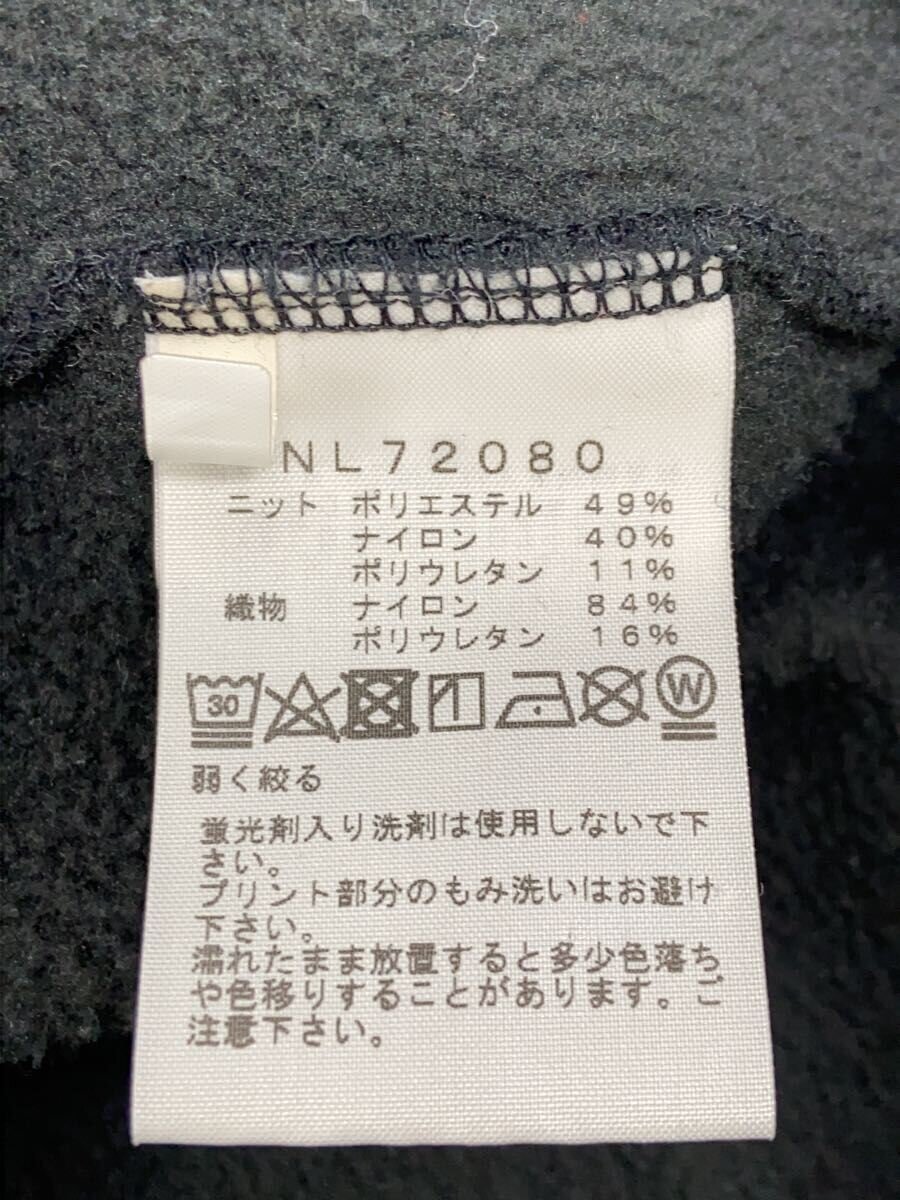 NL72080
ニット ポリエステル 49%
ナイロン 40%
ポリウレタン 11%
織物 ナイロン 84%
ポリウレタン 16%
30 W
弱く絞る
蛍光剤入り洗剤は使用しないで下
さい。
プリント部分のもみ洗いはお避け
下さい。
濡れたまま放置すると多少色落ち
や色移りすることがあります。ご
注意下さい。